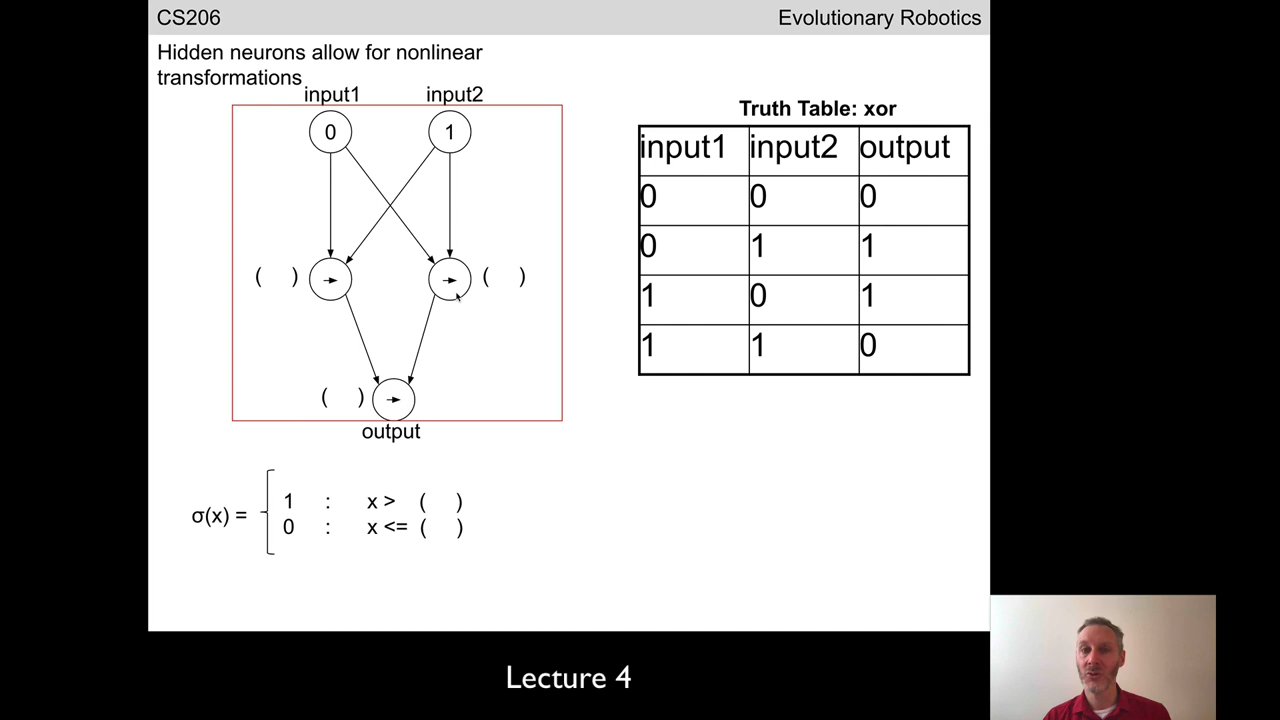 CS206
Evolutionary Robotics
Hidden neurons allow for nonlinear
transformations
input1 input2
0 1
( ) ( )
( )
output
σ(x) =
1 : x > ( )
0 : x <= ( )
Truth Table: xor
input1 input2 output
0 0 0
0 1 1
1 0 1
1 1 0
Lecture 4